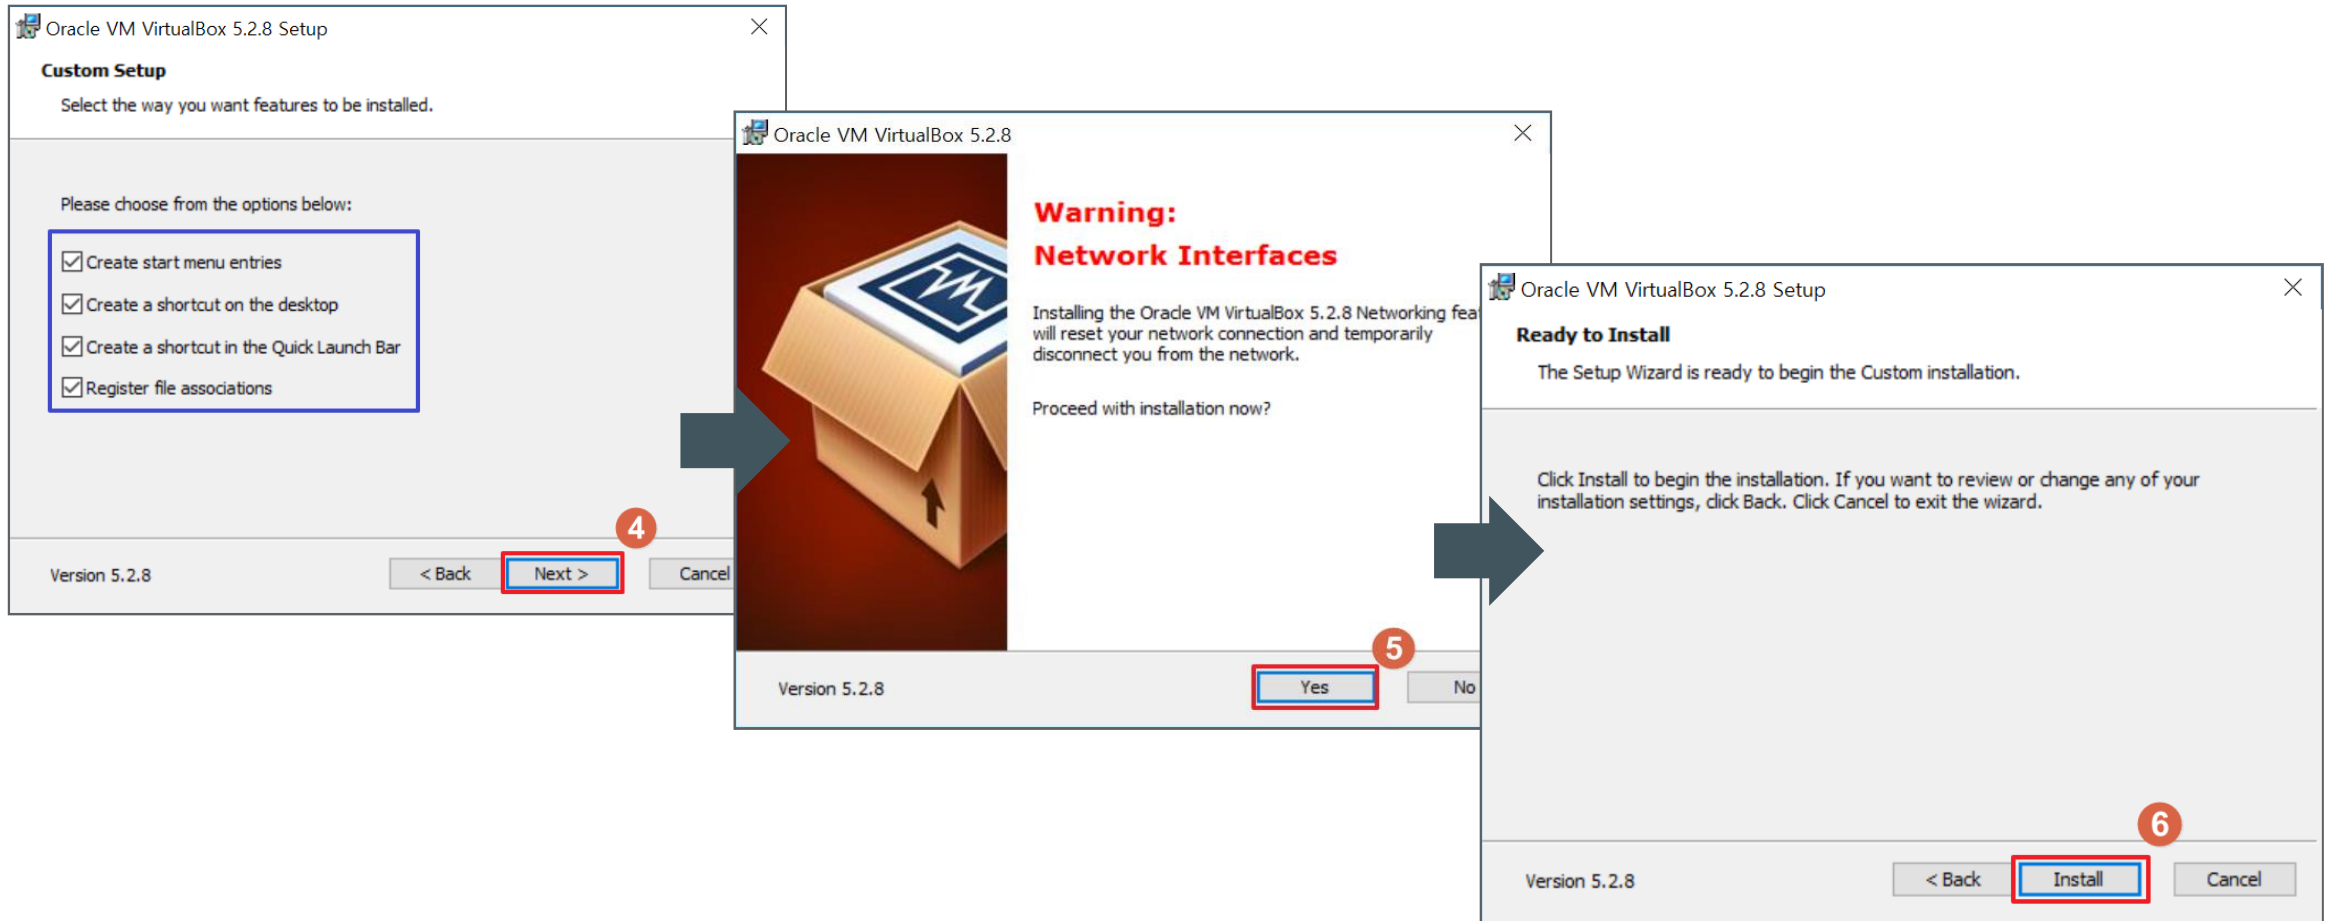 Oracle VM VirtualBox 5.2.8 Setup
Custom Setup
Select the way you want features to be installed.
Please choose from the options below:
Create start menu entries
Create a shortcut on the desktop
Create a shortcut in the Quick Launch Bar
Register file associations
4
Version 5.2.8
< Back
Next >
Cancel
Oracle VM VirtualBox 5.2.8
Warning:
Network Interfaces
Installing the Oracle VM VirtualBox 5.2.8 Networking
will reset your network connection and temporarily
disconnect you from the network.
Proceed with installation now?
5
Version 5.2.8
Yes
No
Oracle VM VirtualBox 5.2.8 Setup
Ready to Install
The Setup Wizard is ready to begin the Custom installation.
Click Install to begin the installation. If you want to review or change any of your
installation settings, click Back. Click Cancel to exit the wizard.
6
Version 5.2.8
< Back
Install
Cancel